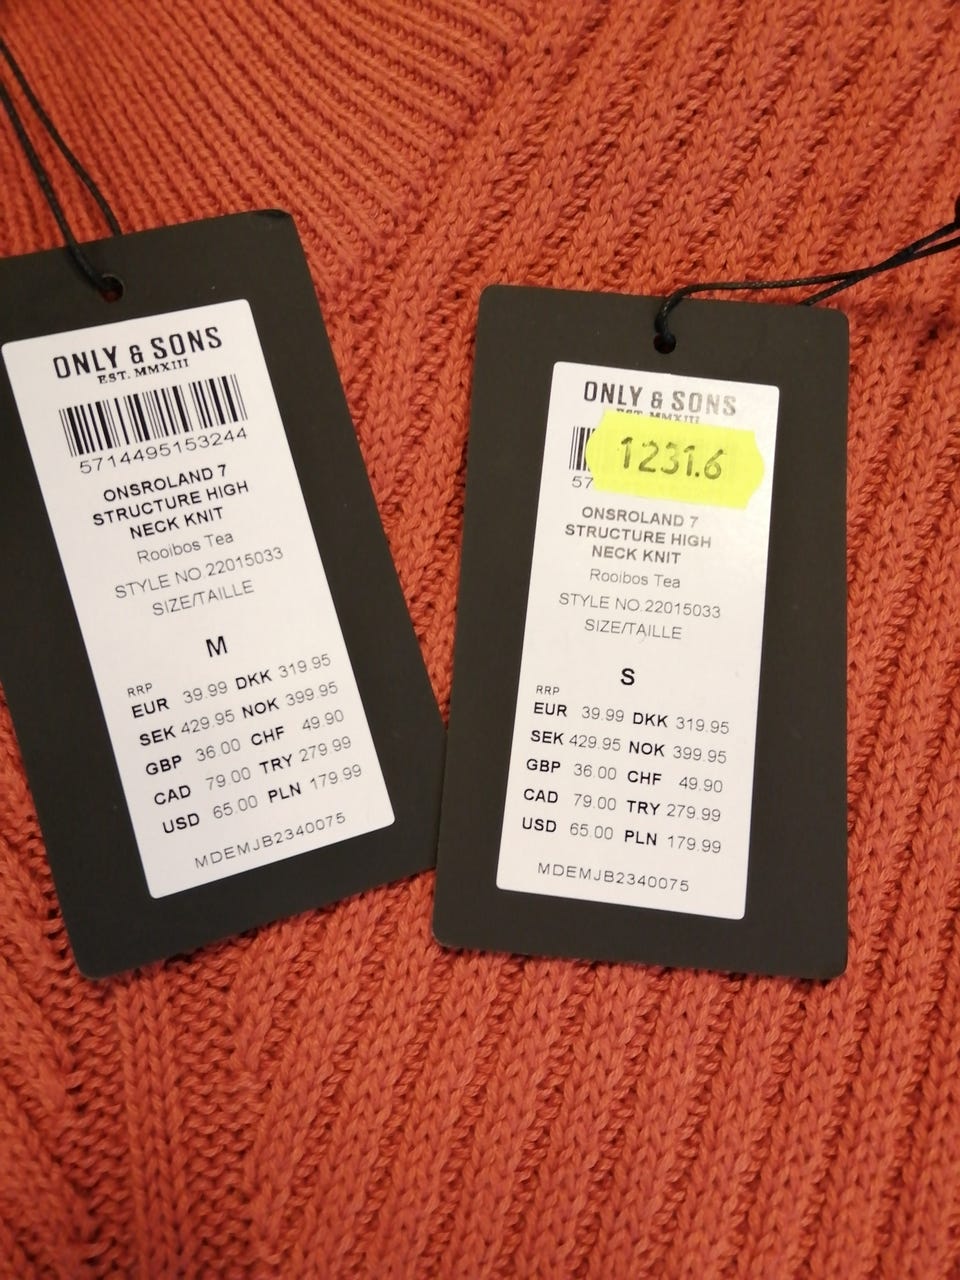 ONLY & SONS
EST. MMXIII
5714495153244
ONSROLAND 7
STRUCTURE HIGH
NECK KNIT
Rooibos Tea
STYLE NO.22015033
SIZE/TAILLE
M
RRP
EUR 39.99 DKK 319.95
SEK 429.95 NOK 399.95
GBP 36.00 CHF 49.90
CAD 79.00 TRY 279.99
USD 65.00 PLN 179.99
MDEMJB2340075
ONLY & SONS
EST. MMXIII
1231.6
57
ONSROLAND 7
STRUCTURE HIGH
NECK KNIT
Rooibos Tea
STYLE NO.22015033
SIZE/TAILLE
S
RRP
EUR 39.99 DKK 319.95
SEK 429.95 NOK 399.95
GBP 36.00 CHF 49.90
CAD 79.00 TRY 279.99
USD 65.00 PLN 179.99
MDEMJB2340075